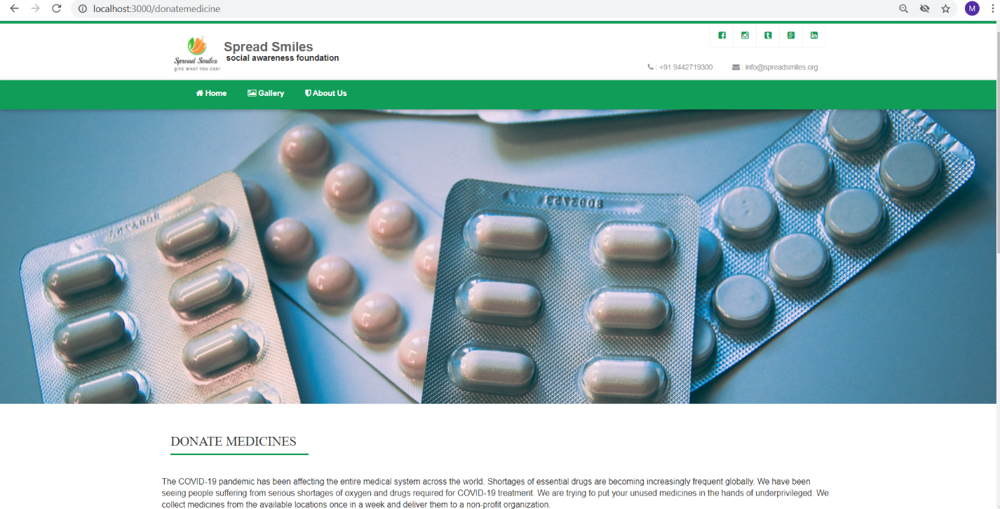 localhost:3000/donatemedicine
M
Spread Smiles
social awareness foundation
Spread Smiles
GIVE WHAT YOU CAN!
: +91 9442719300
: info@spreadsmiles.org
Home
Gallery
About Us
DONATE MEDICINES
The COVID-19 pandemic has been affecting the entire medical system across the world. Shortages of essential drugs are becoming increasingly frequent globally. We have been
seeing people suffering from serious shortages of oxygen and drugs required for COVID-19 treatment. We are trying to put your unused medicines in the hands of underprivileged. We
collect medicines from the available locations once in a week and deliver them to a non-profit organization.